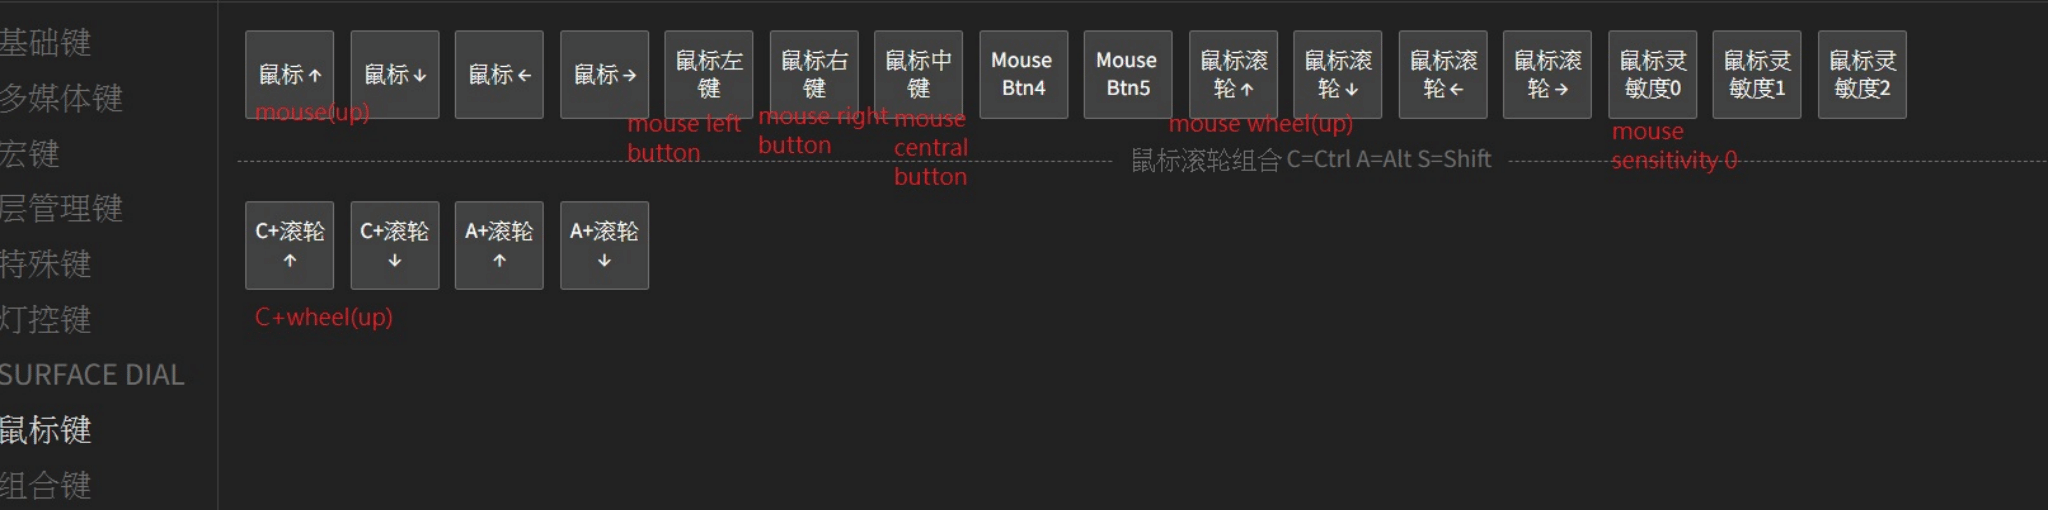 基础键
多媒体键
宏键
层管理键
特殊键
灯控键
SURFACE DIAL
鼠标键
组合键
鼠标↑
鼠标↓
鼠标←
鼠标→
鼠标左
键
鼠标右
键
鼠标中
键
Mouse
Btn4
Mouse
Btn5
鼠标滚
轮↑
鼠标滚
轮↓
鼠标滚
轮←
鼠标滚
轮→
鼠标灵
敏度0
鼠标灵
敏度1
鼠标灵
敏度2
mouse(up)
mouse left
button
mouse right
button
mouse
central
button
mouse wheel(up)
mouse
sensitivity 0
鼠标滚轮组合 C=Ctrl A=Alt S=Shift
C+滚轮
↑
C+滚轮
↓
A+滚轮
↑
A+滚轮
↓
C+wheel(up)